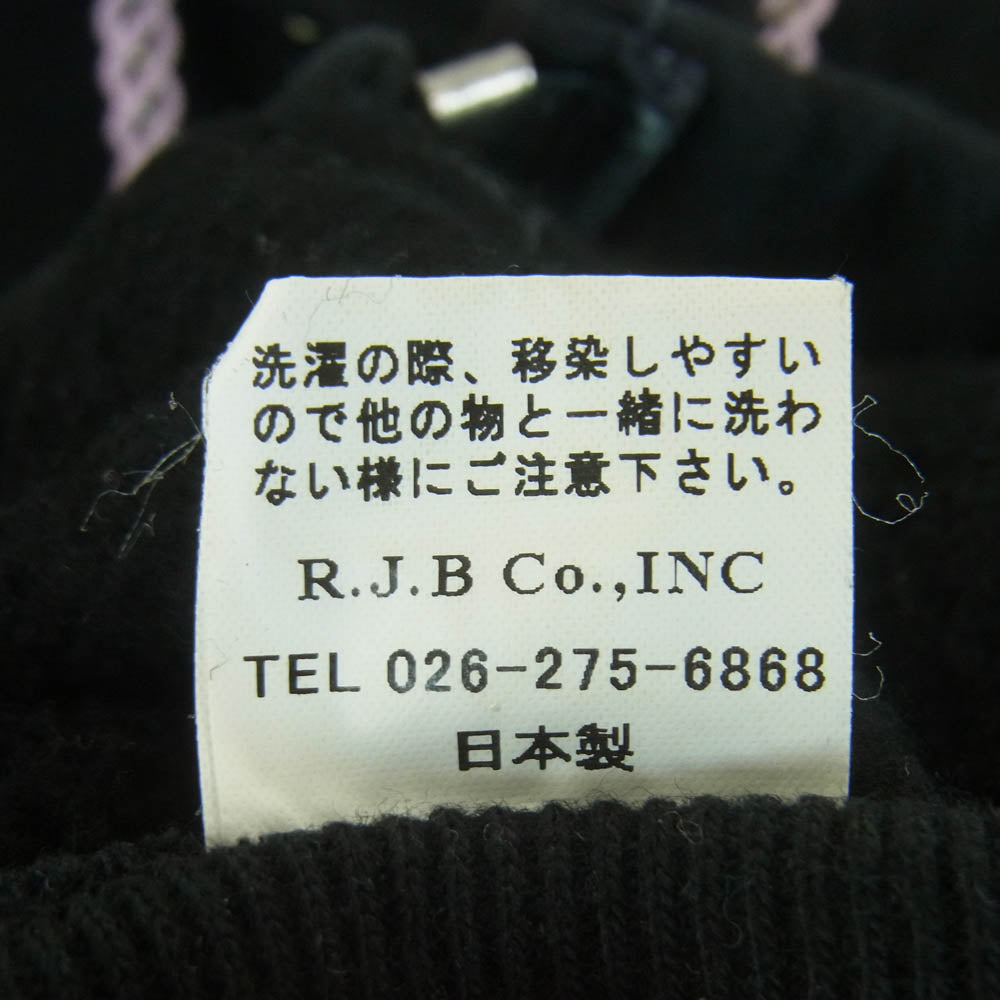 洗濯の際、移染しやすい
ので他の物と一緒に洗わ
ない様にご注意下さい。
R.J.B Co.,INC
TEL 026-275-6868
日本製